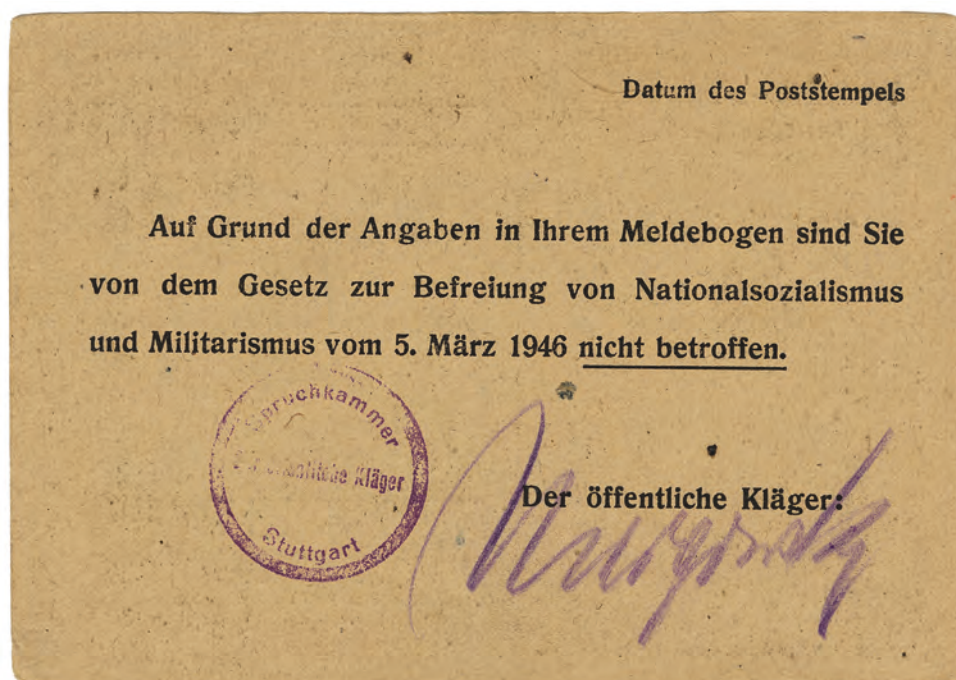 Datum des Poststempels
Auf Grund der Angaben in Ihrem Meldebogen sind Sie
von dem Gesetz zur Befreiung von Nationalsozialismus
und Militarismus vom 5. März 1946 nicht betroffen.
Spruchkammer
Kläger
Stuttgart
Der öffentliche Kläger: